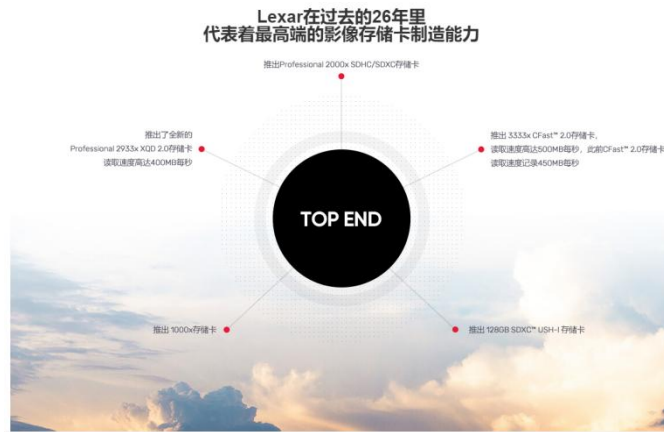 Lexar在过去的26年里
代表着最高端的影像存储卡制造能力
推出Professional 2000x SDHC/SDXC存储卡
推出了全新的
Professional 2933x XQD 2.0存储卡
读取速度高达400MB每秒
推出 3333x CFast™ 2.0存储卡，
读取速度高达500MB每秒，此前CFast™ 2.0存储卡
读取速度记录450MB每秒
TOP END
推出 1000x存储卡
推出 128GB SDXC™ USH-I 存储卡